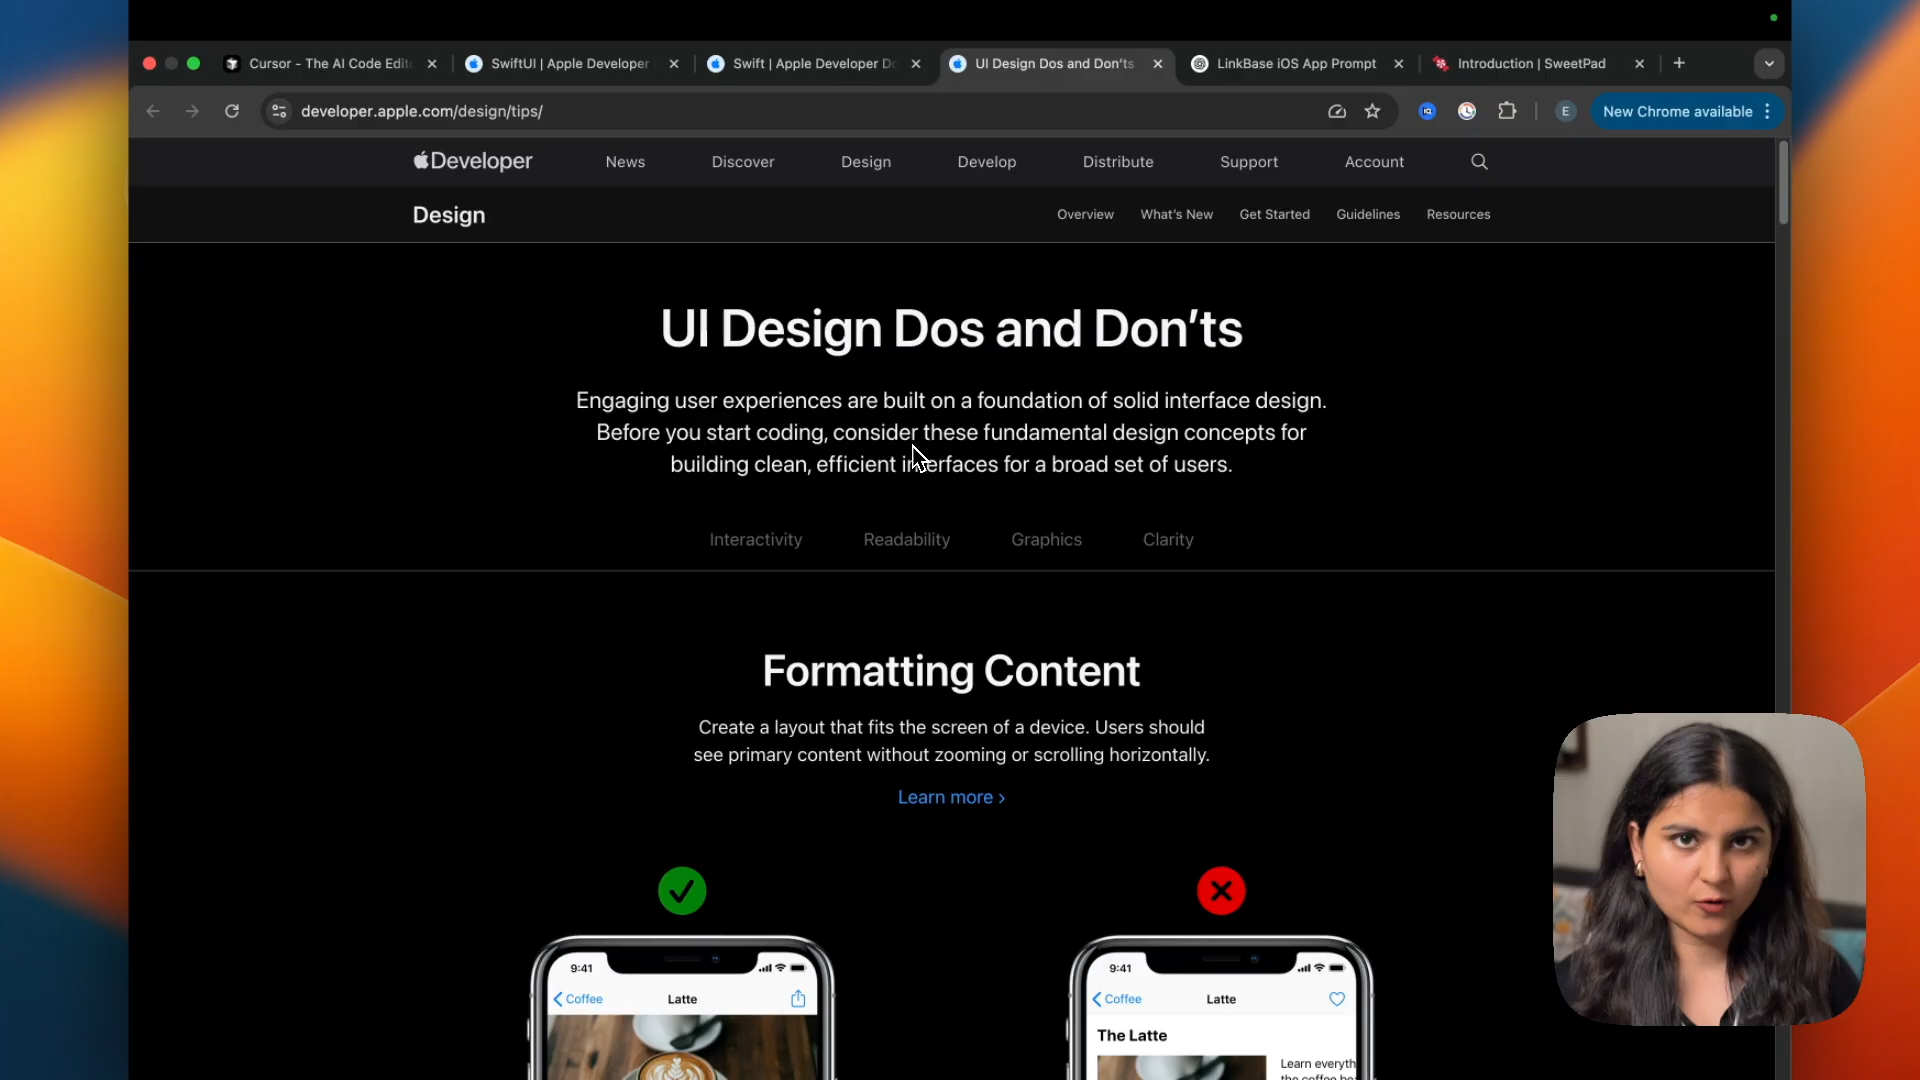 Cursor - The AI Code Edit
SwiftUI | Apple Developer
Swift | Apple Developer Do
UI Design Dos and Don'ts
LinkBase iOS App Prompt
Introduction | SweetPad
developer.apple.com/design/tips/
E
New Chrome available
Developer
News
Discover
Design
Develop
Distribute
Support
Account
Design
Overview
What's New
Get Started
Guidelines
Resources
UI Design Dos and Don'ts
Engaging user experiences are built on a foundation of solid interface design.
Before you start coding, consider these fundamental design concepts for
building clean, efficient interfaces for a broad set of users.
Interactivity
Readability
Graphics
Clarity
Formatting Content
Create a layout that fits the screen of a device. Users should
see primary content without zooming or scrolling horizontally.
Learn more ›
9:41
Coffee
Latte
9:41
Coffee
Latte
The Latte
Learn everyth